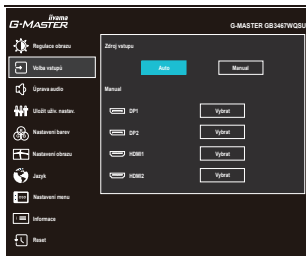 iiyama
G-MASTER
G-MASTER GB3467WQSU
Regulace obrazu
Volba vstupů
Úprava audio
Uložit uživ. nastav.
Nastavení barev
Nastavení obrazu
Jazyk
Nastavení menu
Informace
Reset
Zdroj vstupu
Auto
Manual
Manual
DP1
Vybrat
DP2
Vybrat
HDMI1
Vybrat
HDMI2
Vybrat